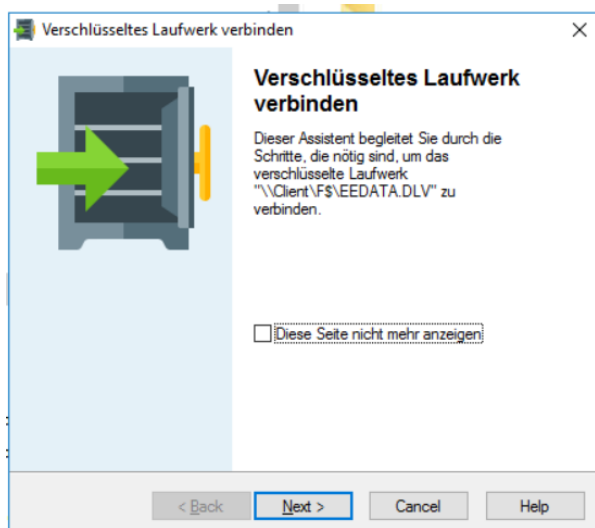 Verschlüsseltes Laufwerk verbinden
Verschlüsseltes Laufwerk
verbinden
Dieser Assistent begleitet Sie durch die
Schritte, die nötig sind, um das
verschlüsselte Laufwerk
"\\Client\F$\EEDATA.DLV" zu
verbinden.
Diese Seite nicht mehr anzeigen
< Back
Next >
Cancel
Help